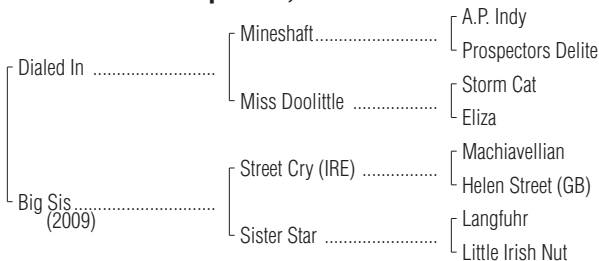 A.P. Indy
Mineshaft
Prospectors Delite
Dialed In
Storm Cat
Miss Doolittle
Eliza
Machiavellian
Street Cry (IRE)
Helen Street (GB)
Big Sis
(2009)
Langfuhr
Sister Star
Little Irish Nut